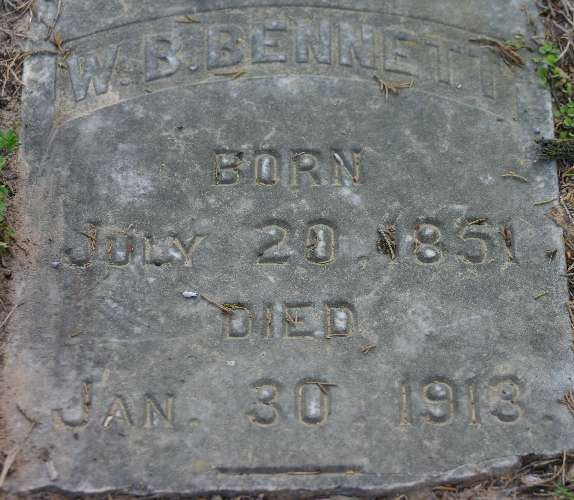 W.B. BENNETT
BORN
JULY 20. 1851.
DIED
JAN. 30. 1913.